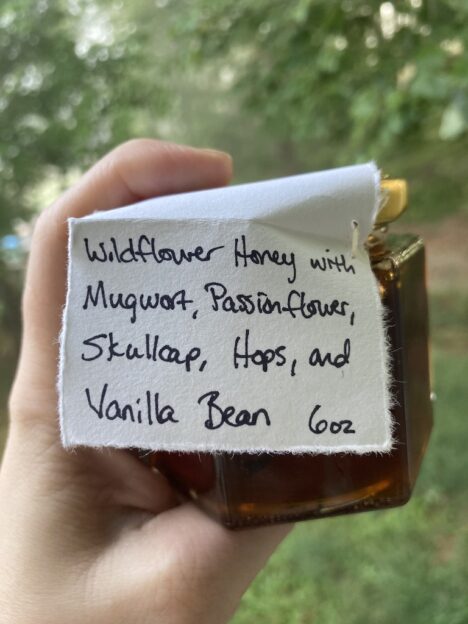 Wildflower Honey with
Mugwort, Passionflower,
Skullcap, Hops, and
Vanilla Bean 6oz